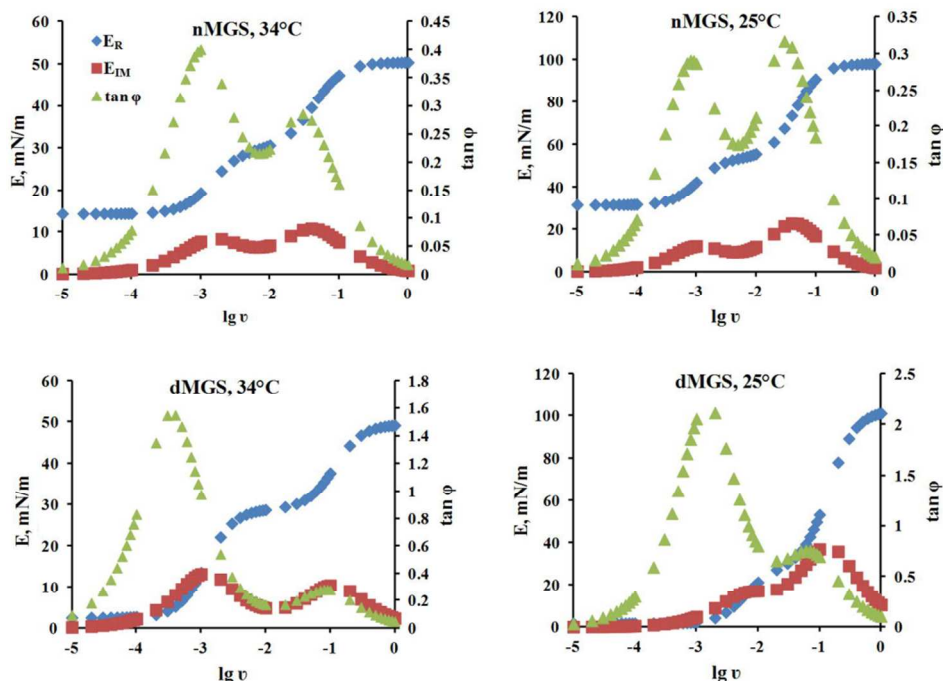 nMGS, 34°C
E_R
E_IM
tan φ
60
50
40
30
20
10
0
E, mN/m
0.45
0.4
0.35
0.3
0.25
0.2
0.15
0.1
0.05
0
tan φ
-5 -4 -3 -2 -1 0
lg υ
nMGS, 25°C
120
100
80
60
40
20
0
E, mN/m
0.35
0.3
0.25
0.2
0.15
0.1
0.05
0
tan φ
-5 -4 -3 -2 -1 0
lg υ
dMGS, 34°C
60
50
40
30
20
10
0
E, mN/m
1.8
1.6
1.4
1.2
1
0.8
0.6
0.4
0.2
0
tan φ
-5 -4 -3 -2 -1 0
lg υ
dMGS, 25°C
120
100
80
60
40
20
0
E, mN/m
2.5
2
1.5
1
0.5
0
tan φ
-5 -4 -3 -2 -1 0
lg υ